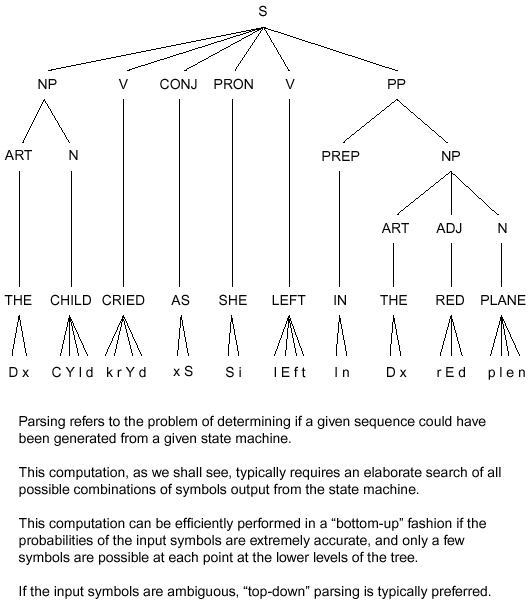 S
NP V CONJ PRON V PP
ART N PREP NP
ART ADJ N
THE CHILD CRIED AS SHE LEFT IN THE RED PLANE
D x C Y l d k r Y d x S S i l E f t I n D x r E d p l e n
Parsing refers to the problem of determining if a given sequence could have
been generated from a given state machine.
This computation, as we shall see, typically requires an elaborate search of all
possible combinations of symbols output from the state machine.
This computation can be efficiently performed in a “bottom-up” fashion if the
probabilities of the input symbols are extremely accurate, and only a few
symbols are possible at each point at the lower levels of the tree.
If the input symbols are ambiguous, “top-down” parsing is typically preferred.